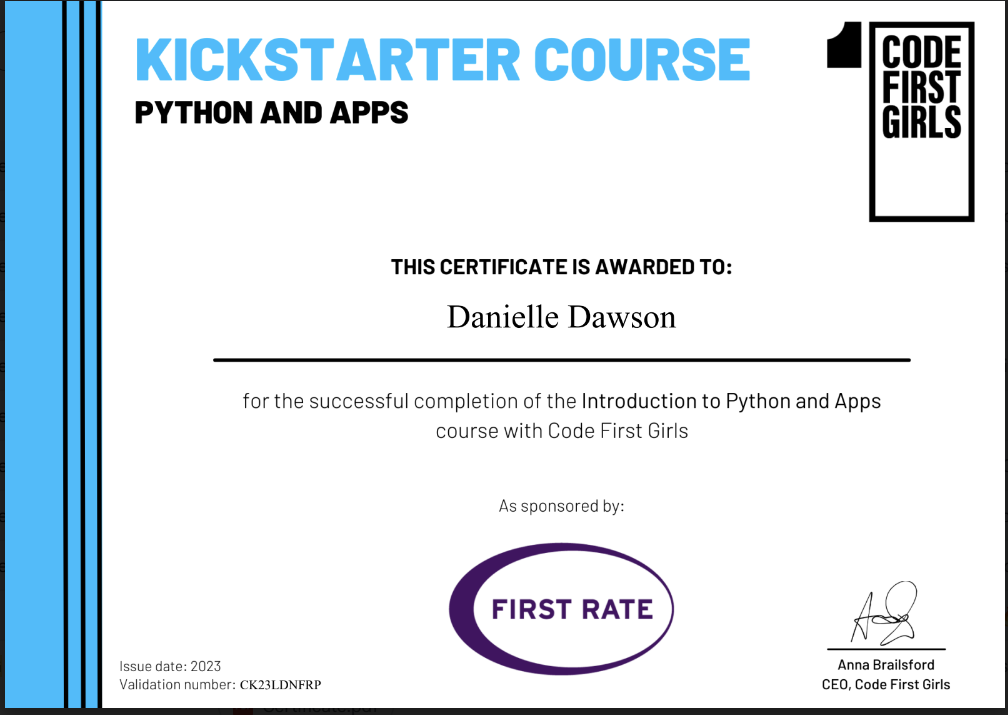 KICKSTARTER COURSE
PYTHON AND APPS
CODE
FIRST
GIRLS
THIS CERTIFICATE IS AWARDED TO:
Danielle Dawson
for the successful completion of the Introduction to Python and Apps
course with Code First Girls
As sponsored by:
FIRST RATE
Issue date: 2023
Validation number: CK23LDNFRP
Anna Brailsford
CEO, Code First Girls